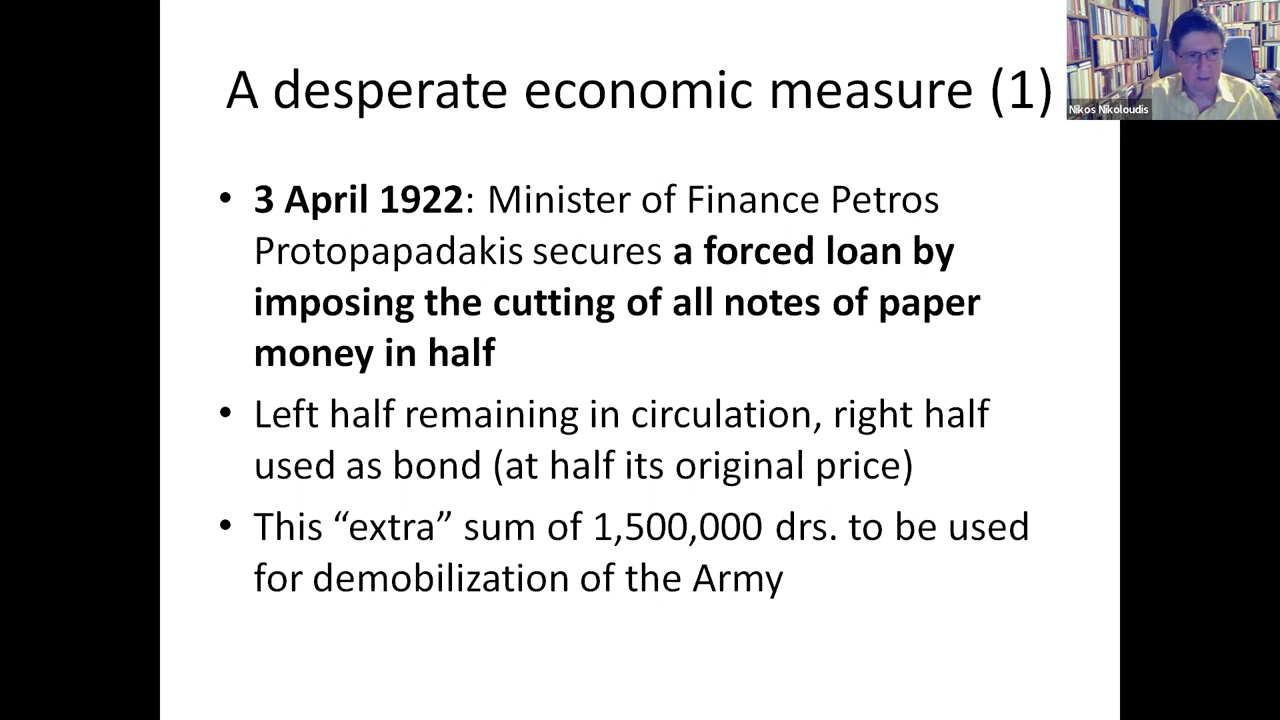 A desperate economic measure (1)
Nikos Nikoloudis
• 3 April 1922: Minister of Finance Petros
Protopapadakis secures a forced loan by
imposing the cutting of all notes of paper
money in half
• Left half remaining in circulation, right half
used as bond (at half its original price)
• This “extra” sum of 1,500,000 drs. to be used
for demobilization of the Army